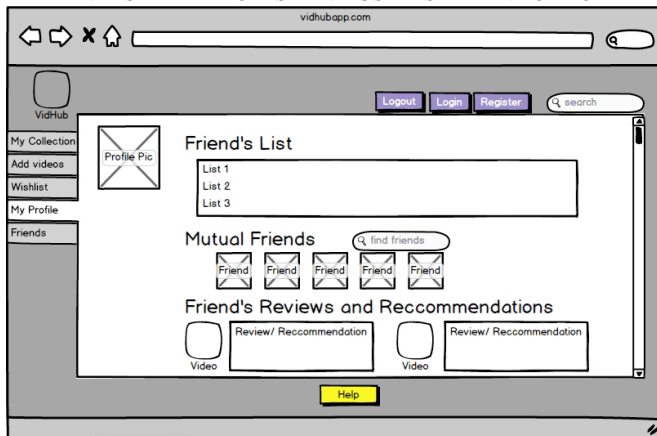 vidhubapp.com
Logout Login Register search
VidHub
My Collection
Add videos
Wishlist
My Profile
Friends
Profile Pic
Friend's List
List 1
List 2
List 3
Mutual Friends find friends
Friend Friend Friend Friend Friend
Friend's Reviews and Reccommendations
Review/ Reccommendation Review/ Reccommendation
Video Video
Help